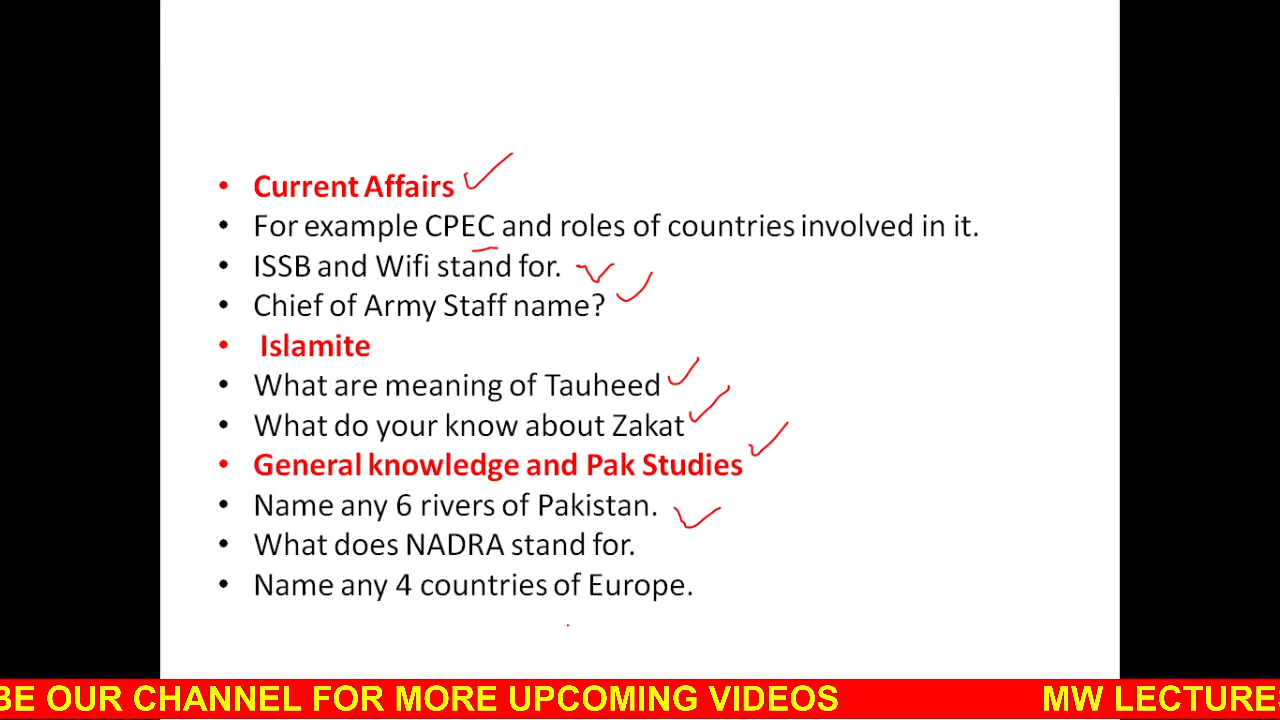 • Current Affairs
• For example CPEC and roles of countries involved in it.
• ISSB and Wifi stand for.
• Chief of Army Staff name?
• Islamite
• What are meaning of Tauheed
• What do your know about Zakat
• General knowledge and Pak Studies
• Name any 6 rivers of Pakistan.
• What does NADRA stand for.
• Name any 4 countries of Europe.
BE OUR CHANNEL FOR MORE UPCOMING VIDEOS MW LECTURES